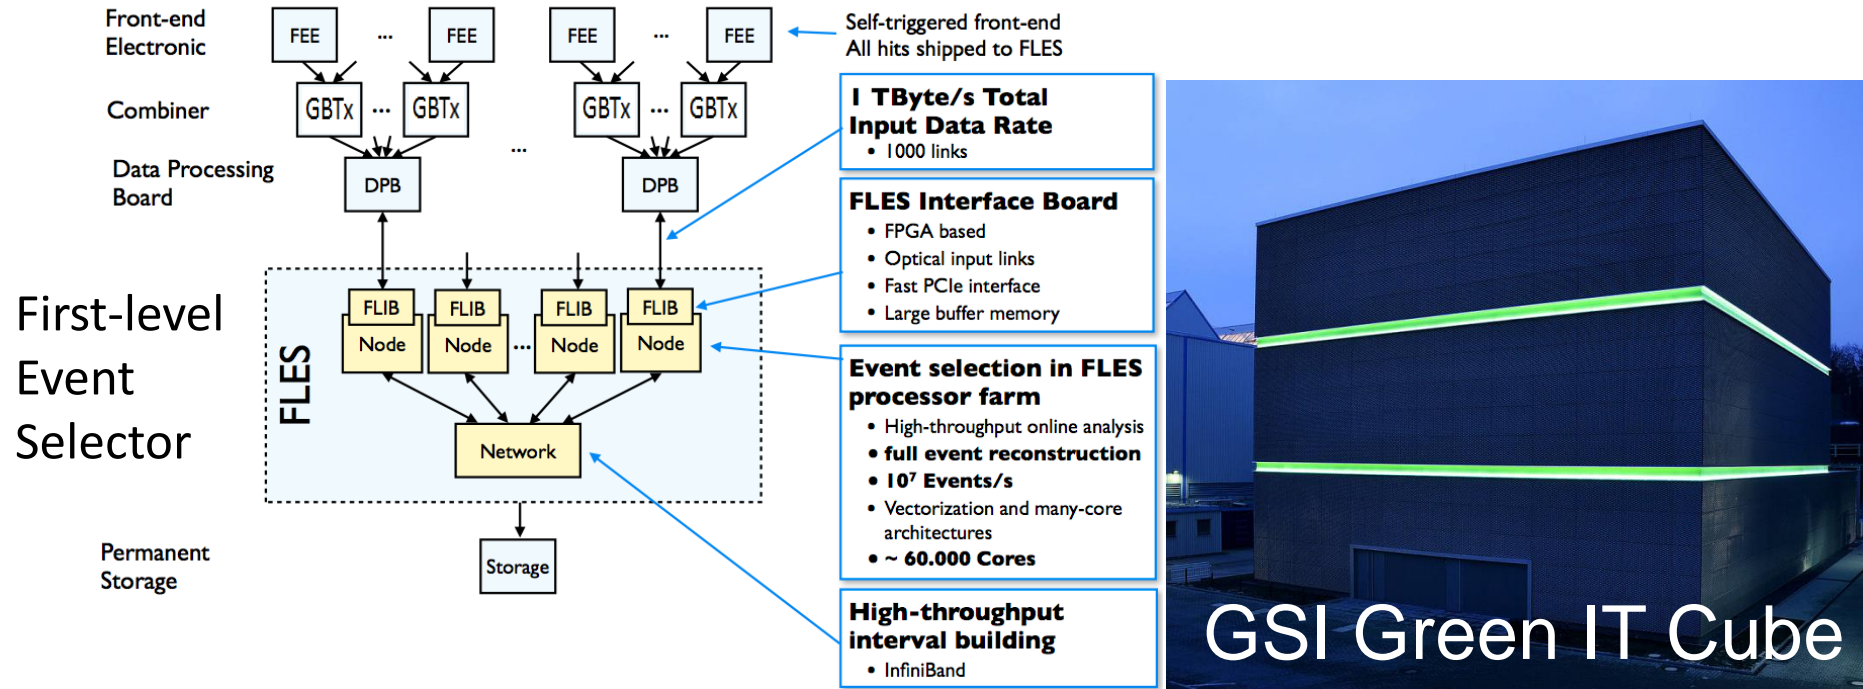 Front-end
Electronic
FEE ... FEE FEE ... FEE
Self-triggered front-end
All hits shipped to FLES
Combiner
GBTx ... GBTx GBTx ... GBTx
...
Data Processing
Board
DPB DPB
1 TByte/s Total
Input Data Rate
• 1000 links
FLES Interface Board
• FPGA based
• Optical input links
• Fast PCIe interface
• Large buffer memory
First-level
Event
Selector
FLES
FLIB FLIB FLIB FLIB
Node Node ... Node Node
Network
Event selection in FLES
processor farm
• High-throughput online analysis
• full event reconstruction
• 10⁷ Events/s
• Vectorization and many-core
architectures
• ~ 60.000 Cores
Permanent
Storage
Storage
High-throughput
interval building
• InfiniBand
GSI Green IT Cube